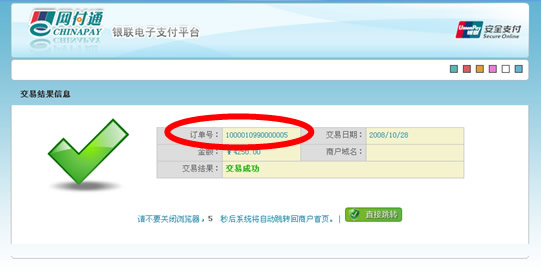 网付通
CHINAPAY
银联电子支付平台
UnionPay
银联
安全支付
Secure Online
交易结果信息
订单号： 1000010990000005 交易日期： 2008/10/28
金额： ￥4250.00 商户域名：
交易结果： 交易成功
请不要关闭浏览器，5 秒后系统将自动跳转回商户首页。| 直接跳转